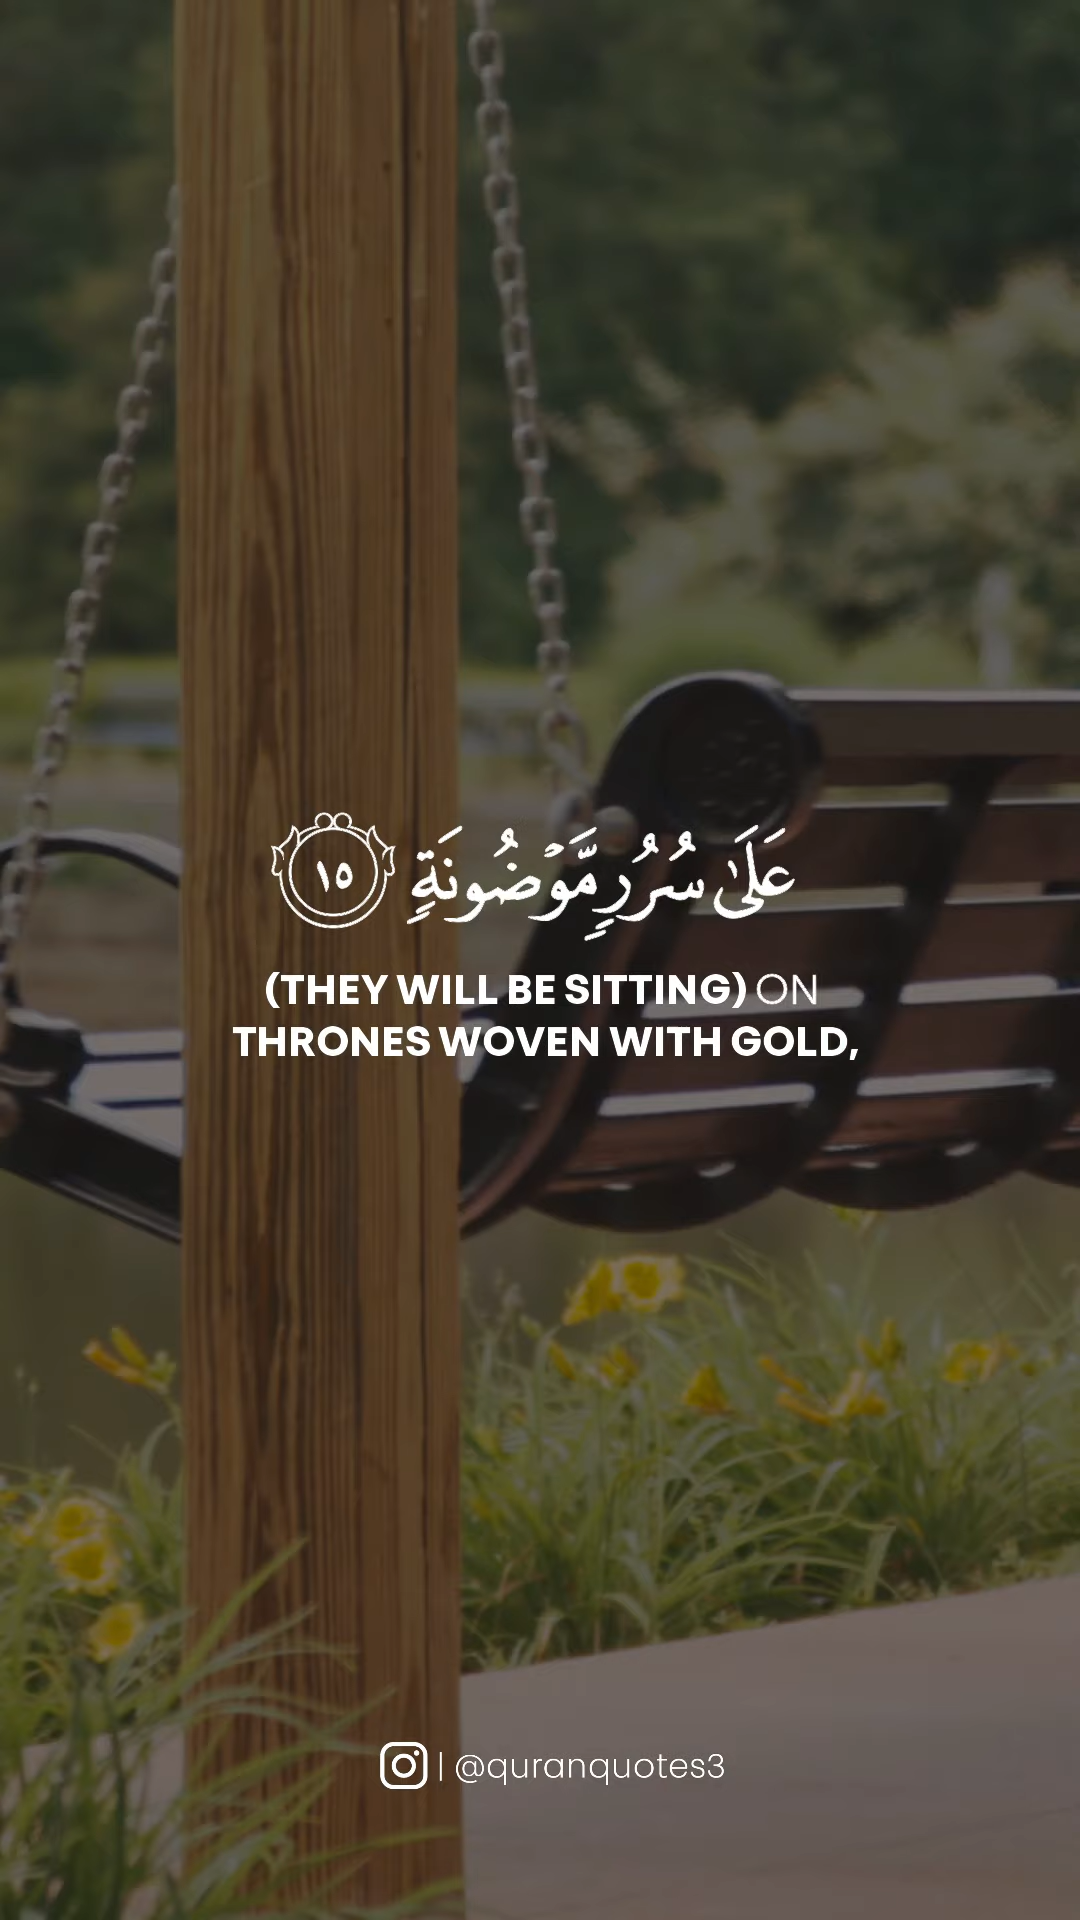 عَلَىٰ سُرُرٍ مَّوْضُونَةٍ ١٥
(THEY WILL BE SITTING) ON
THRONES WOVEN WITH GOLD,
| @quranquotes3